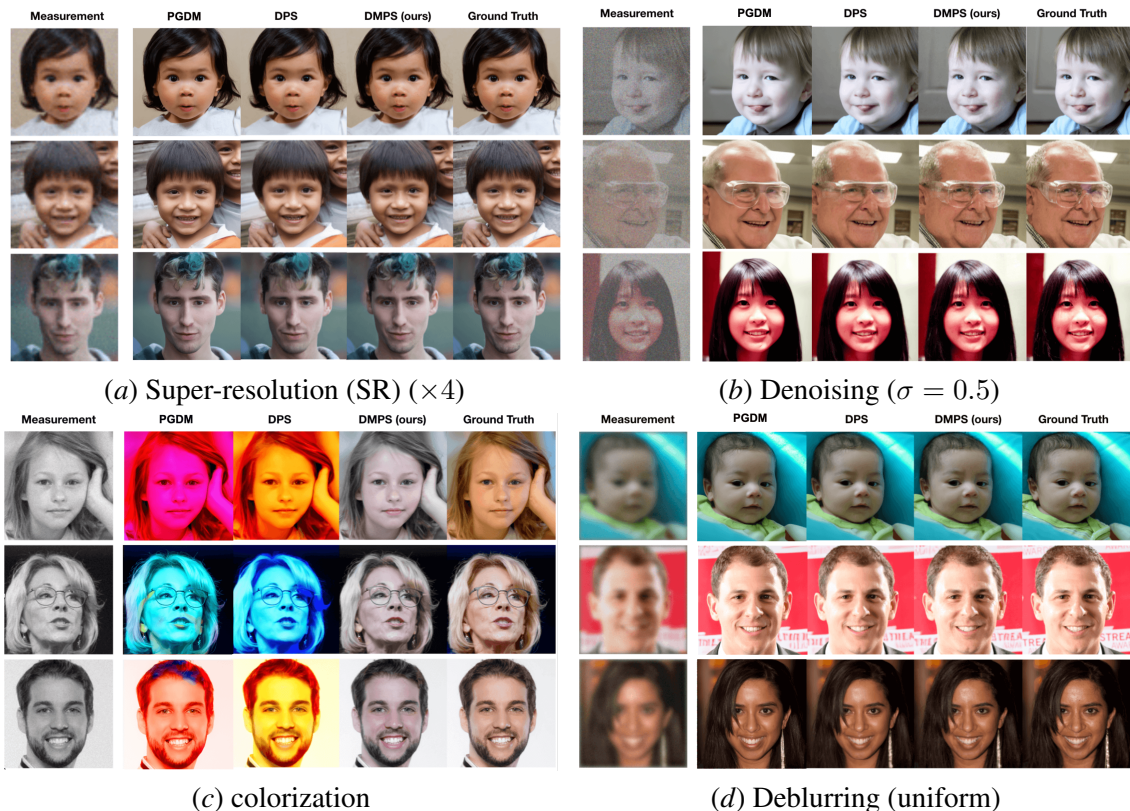 Measurement PGDM DPS DMPS (ours) Ground Truth
(a) Super-resolution (SR) (×4)
Measurement PGDM DPS DMPS (ours) Ground Truth
(b) Denoising (σ = 0.5)
Measurement PGDM DPS DMPS (ours) Ground Truth
(c) colorization
Measurement PGDM DPS DMPS (ours) Ground Truth
(d) Deblurring (uniform)